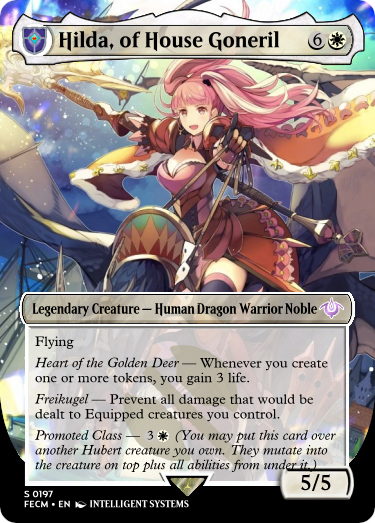 Hilda, of House Goneril 6
Legendary Creature — Human Dragon Warrior Noble
Flying
Heart of the Golden Deer — Whenever you create
one or more tokens, you gain 3 life.
Freikugel — Prevent all damage that would be
dealt to Equipped creatures you control.
Promoted Class — 3 (You may put this card over
another Hubert creature you own. They mutate into
the creature on top plus all abilities from under it.)
5/5
S 0197
FECM • EN INTELLIGENT SYSTEMS